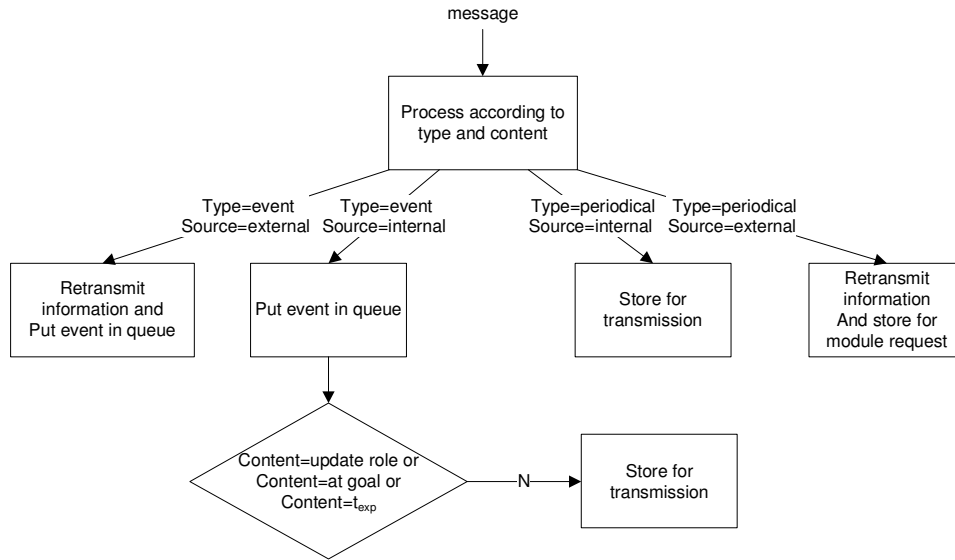 message
Process according to
type and content
Type=event
Source=external
Type=event
Source=internal
Type=periodical
Source=internal
Type=periodical
Source=external
Retransmit
information and
Put event in queue
Put event in queue
Store for
transmission
Retransmit
information
And store for
module request
Content=update role or
Content=at goal or
Content=texp
N
Store for
transmission